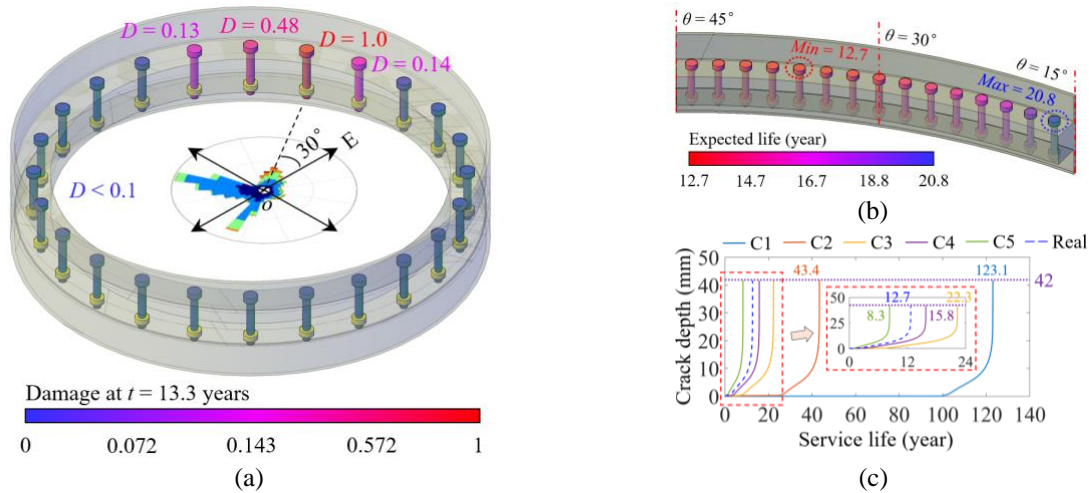 D = 0.13
D = 0.48
D = 1.0
D = 0.14
D < 0.1
30°
E
o
Damage at t = 13.3 years
0 0.072 0.143 0.572 1
(a)
θ = 45°
θ = 30°
θ = 15°
Min = 12.7
Max = 20.8
Expected life (year)
12.7 14.7 16.7 18.8 20.8
(b)
C1 C2 C3 C4 C5 Real
Crack depth (mm)
50
40
30
20
10
0
43.4
123.1
42
50
25
0
12.7
22.3
8.3
15.8
0 12 24
0 20 40 60 80 100 120 140
Service life (year)
(c)